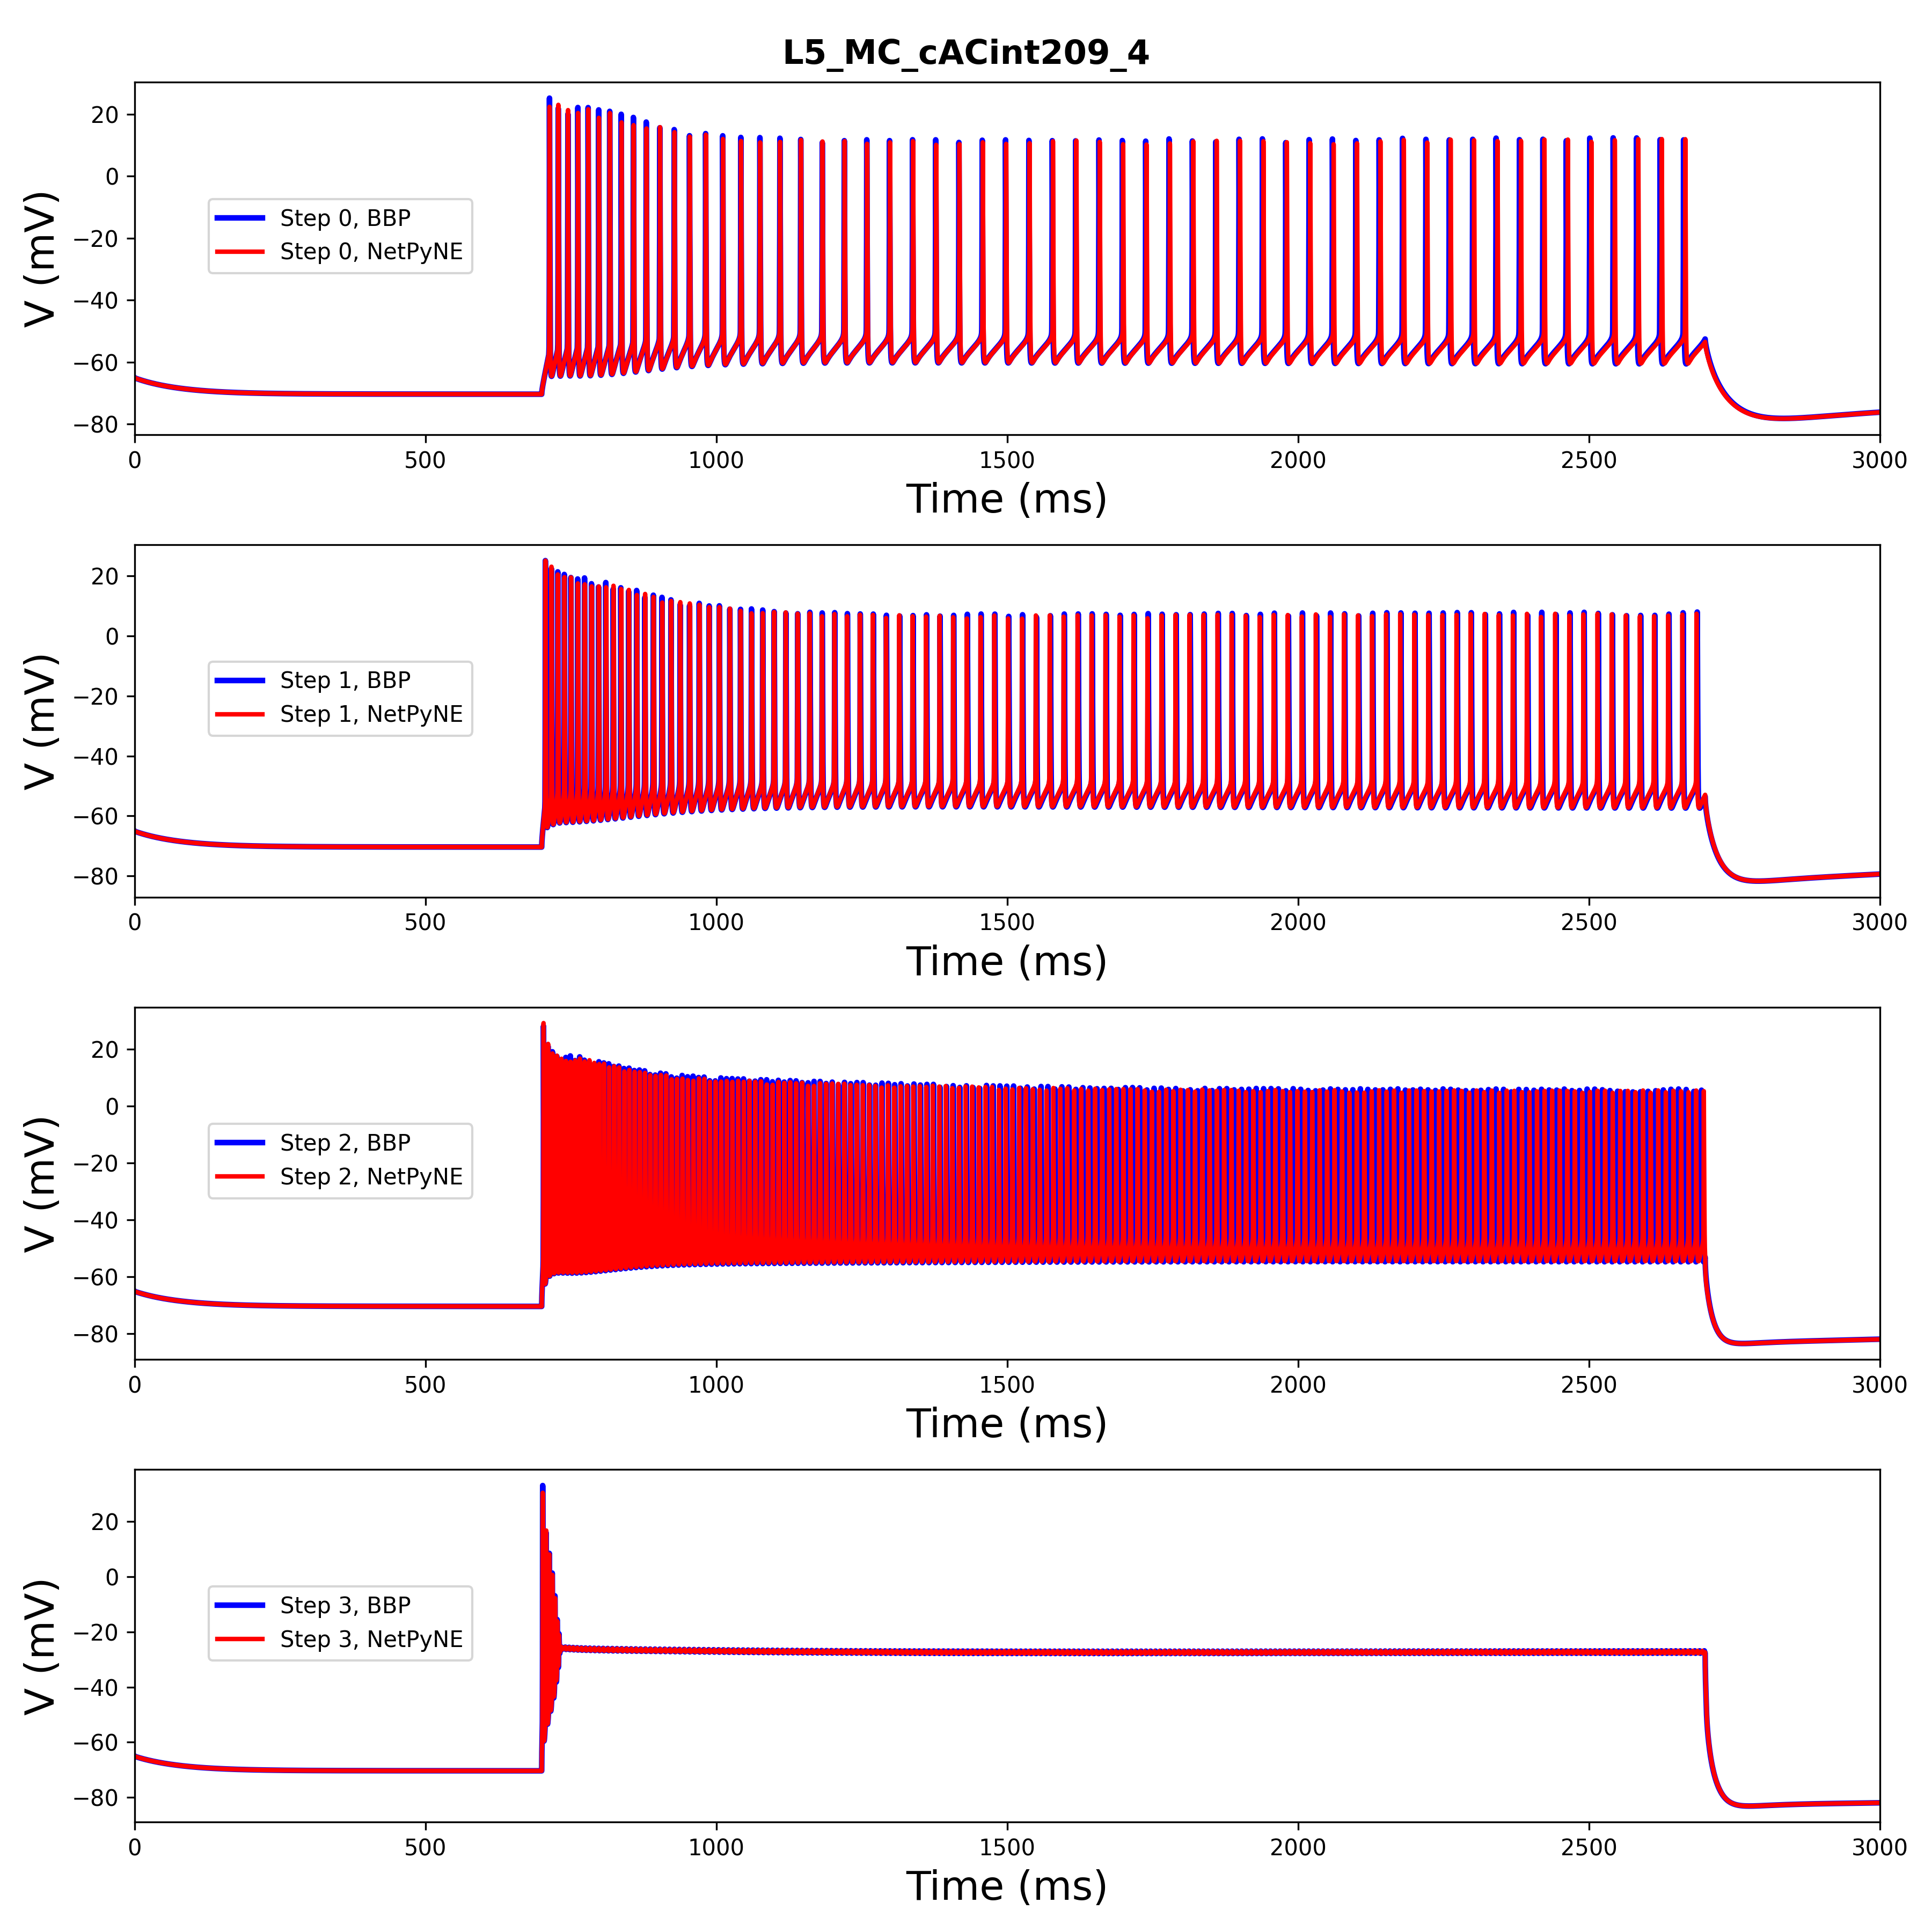 L5_MC_cACint209_4
20
0
−20
−40
−60
−80
V (mV)
Step 0, BBP
Step 0, NetPyNE
0 500 1000 1500 2000 2500 3000
Time (ms)
20
0
−20
−40
−60
−80
V (mV)
Step 1, BBP
Step 1, NetPyNE
0 500 1000 1500 2000 2500 3000
Time (ms)
20
0
−20
−40
−60
−80
V (mV)
Step 2, BBP
Step 2, NetPyNE
0 500 1000 1500 2000 2500 3000
Time (ms)
20
0
−20
−40
−60
−80
V (mV)
Step 3, BBP
Step 3, NetPyNE
0 500 1000 1500 2000 2500 3000
Time (ms)